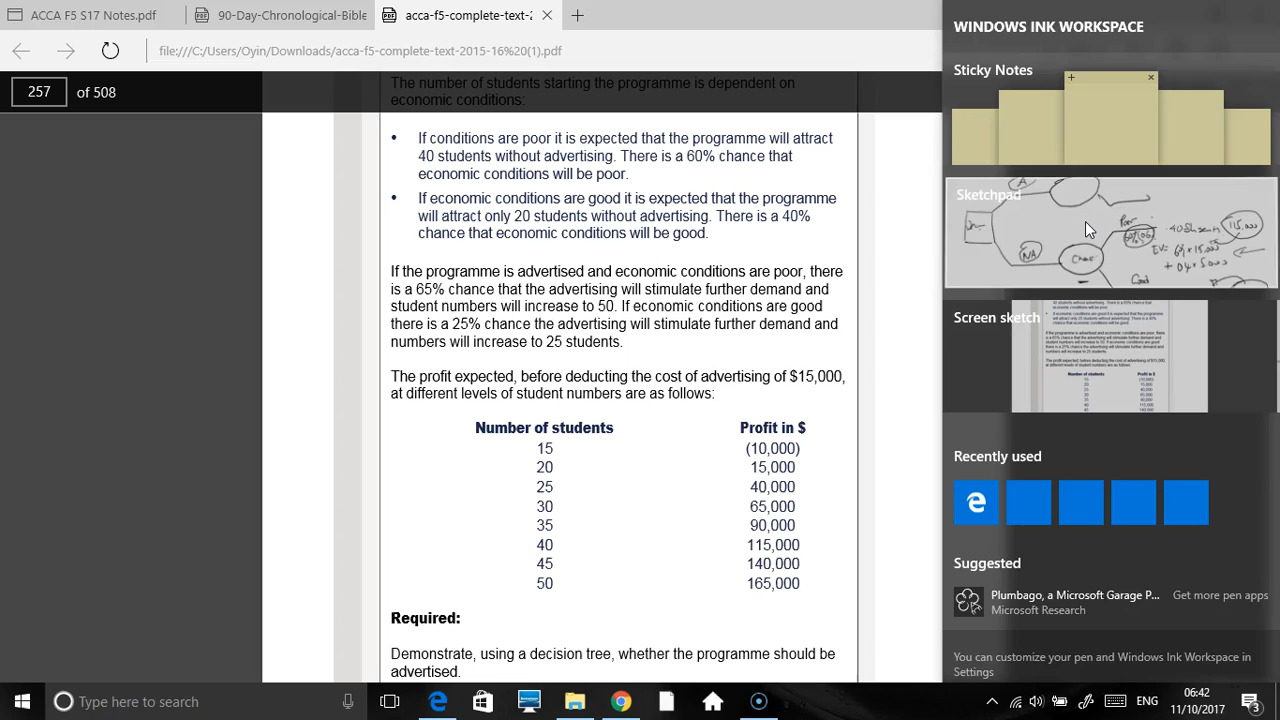 ACCA F5 S17 Notes.pdf
90-Day-Chronological-Bible
acca-f5-complete-text-2
file:///C:/Users/Oyin/Downloads/acca-f5-complete-text-2015-16%20(1).pdf
257 of 508
The number of students starting the programme is dependent on
economic conditions:
• If conditions are poor it is expected that the programme will attract
40 students without advertising. There is a 60% chance that
economic conditions will be poor.
• If economic conditions are good it is expected that the programme
will attract only 20 students without advertising. There is a 40%
chance that economic conditions will be good.
If the programme is advertised and economic conditions are poor, there
is a 65% chance that the advertising will stimulate further demand and
student numbers will increase to 50. If economic conditions are good
there is a 25% chance the advertising will stimulate further demand and
numbers will increase to 25 students.
The profit expected, before deducting the cost of advertising of $15,000,
at different levels of student numbers are as follows:
Number of students Profit in $
15 (10,000)
20 15,000
25 40,000
30 65,000
35 90,000
40 115,000
45 140,000
50 165,000
Required:
Demonstrate, using a decision tree, whether the programme should be
advertised.
WINDOWS INK WORKSPACE
Sticky Notes
Sketchpad
A
NA
Poor
115,000
Good
Screen sketch
Recently used
Suggested
Plumbago, a Microsoft Garage P... Get more pen apps
Microsoft Research
You can customize your pen and Windows Ink Workspace in
Settings
Type here to search
ENG
06:42
11/10/2017
3